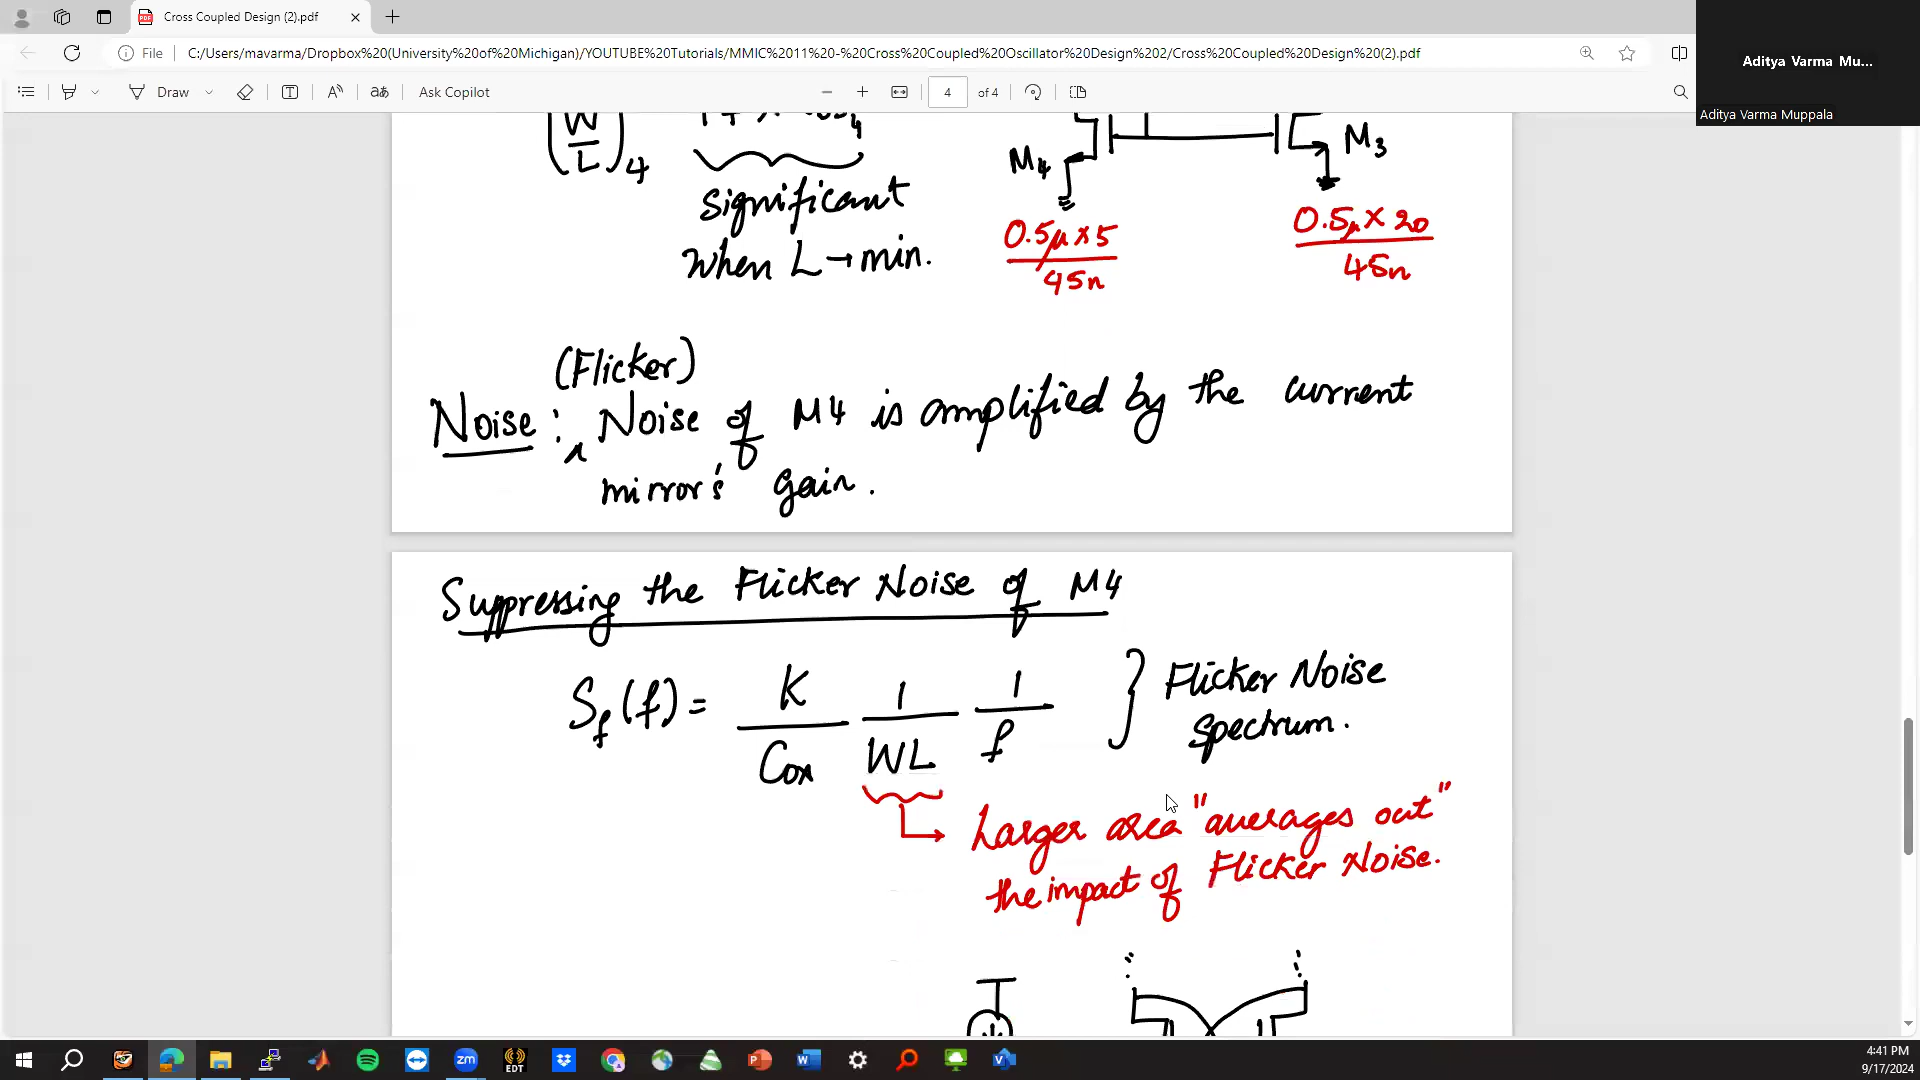 Cross Coupled Design (2).pdf
File C:/Users/mavarma/Dropbox%20(University%20of%20Michigan)/YOUTUBE%20Tutorials/MMIC%2011%20-%20Cross%20Coupled%20Oscillator%20Design%202/Cross%20Coupled%20Design%20(2).pdf
Draw aあ Ask Copilot 4 of 4
Aditya Varma Mu...
Aditya Varma Muppala
(W/L)4
significant
when L→min.
M4 M3
0.5μ×5 / 45n
0.5μ×20 / 45n
(Flicker)
Noise: Noise of M4 is amplified by the current
mirror's gain.
Suppressing the Flicker Noise of M4
Sf(f) = K/Cox 1/WL 1/f } Flicker Noise
spectrum.
Larger area "averages out"
the impact of Flicker Noise.
zm EDT
4:41 PM
9/17/2024